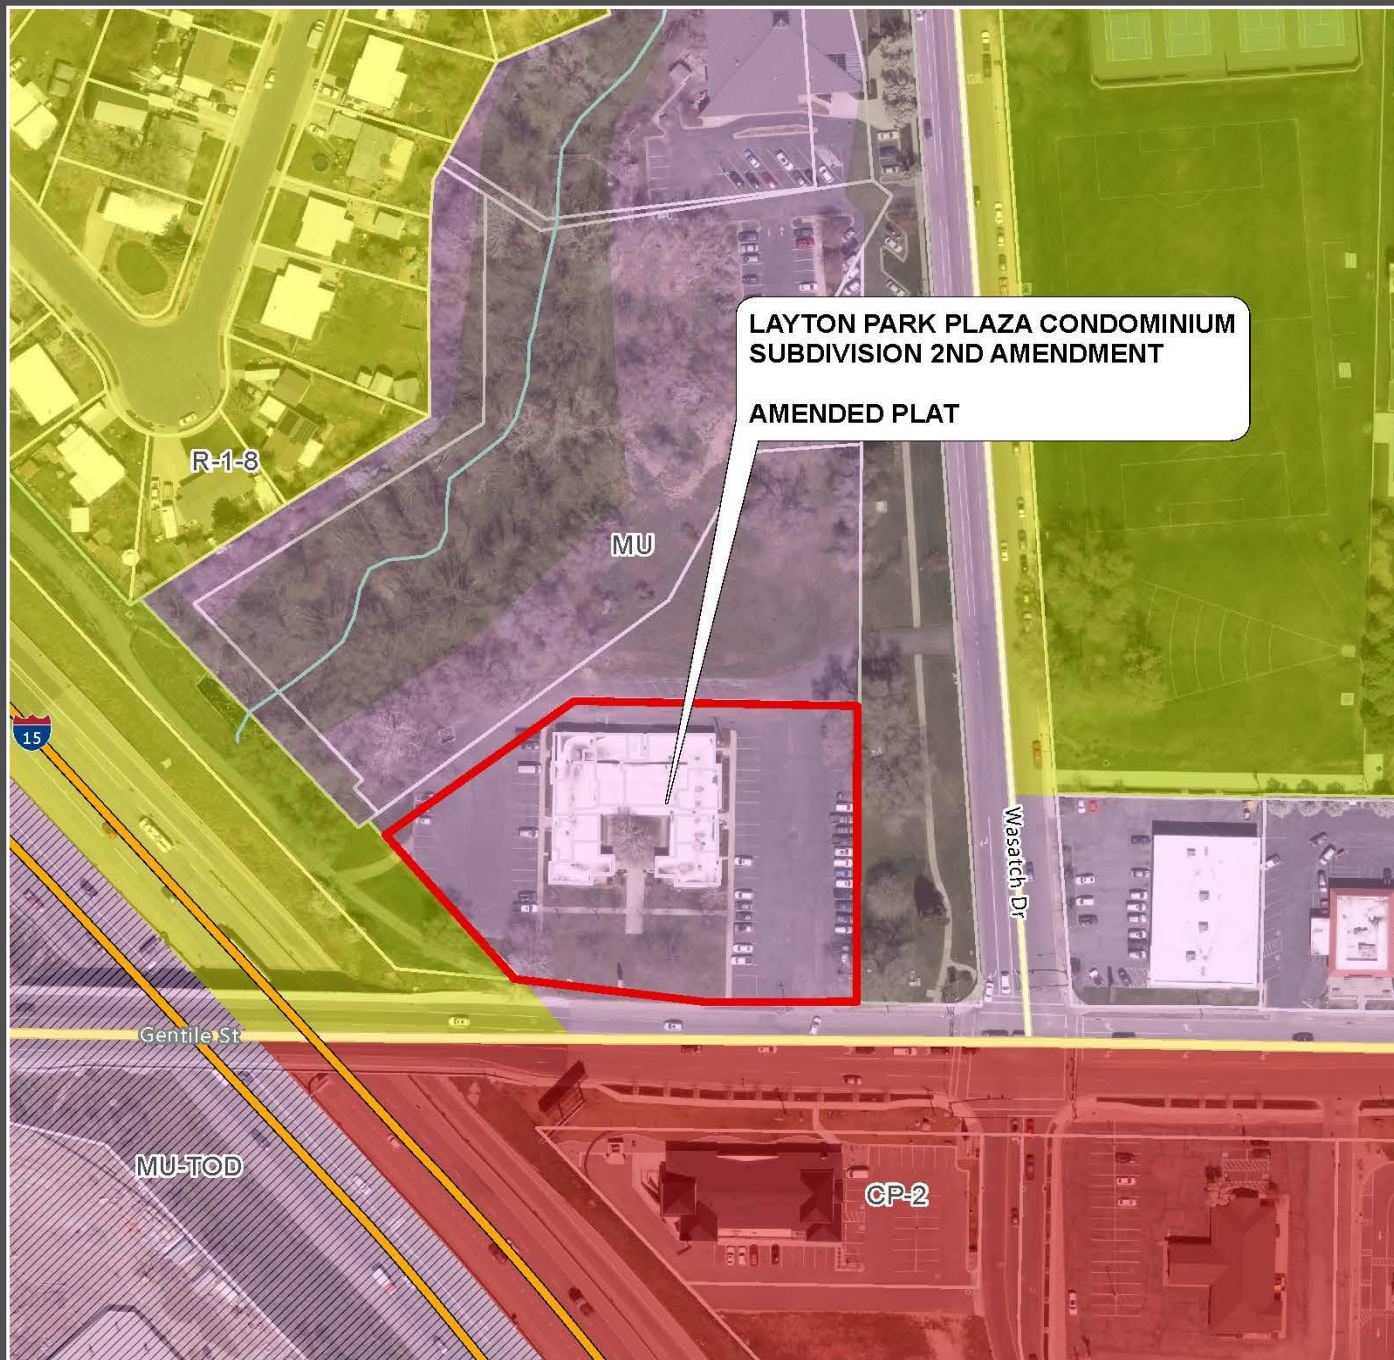 LAYTON PARK PLAZA CONDOMINIUM
SUBDIVISION 2ND AMENDMENT
AMENDED PLAT
R-1-8
MU
15
Wasatch Dr
Gentile St
MU-TOD
CP-2